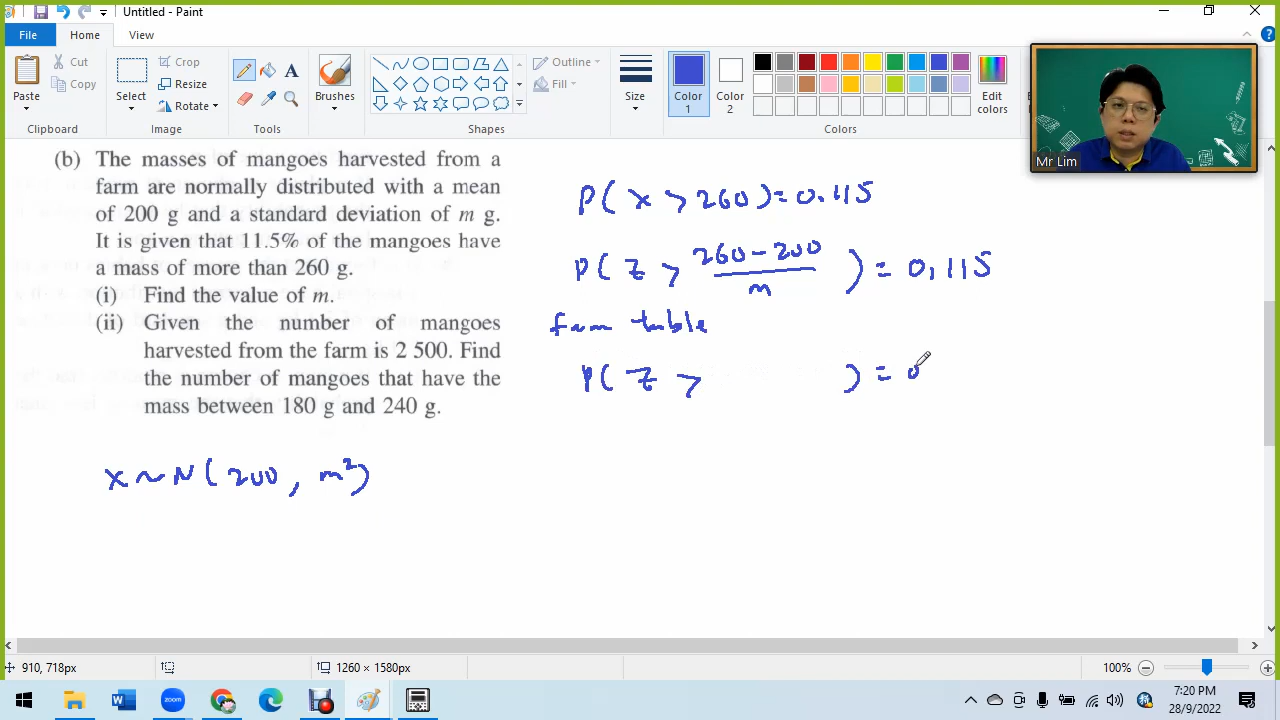 Untitled - Paint
File
Home
View
Paste
Cut
Copy
Clipboard
Select
Crop
Resize
Rotate
Image
A
Tools
Brushes
Outline
Fill
Shapes
Size
Color 1
Color 2
Edit colors
Colors
Mr Lim
(b) The masses of mangoes harvested from a
farm are normally distributed with a mean
of 200 g and a standard deviation of m g.
It is given that 11.5% of the mangoes have
a mass of more than 260 g.
(i) Find the value of m.
(ii) Given the number of mangoes
harvested from the farm is 2 500. Find
the number of mangoes that have the
mass between 180 g and 240 g.
X ~ N(200, m²)
P(X > 260) = 0.115
P(Z > 260 - 200 / m) = 0.115
from table
P(Z > ) = 0
910, 718px
1260 × 1580px
100%
zoom
7:20 PM
28/9/2022